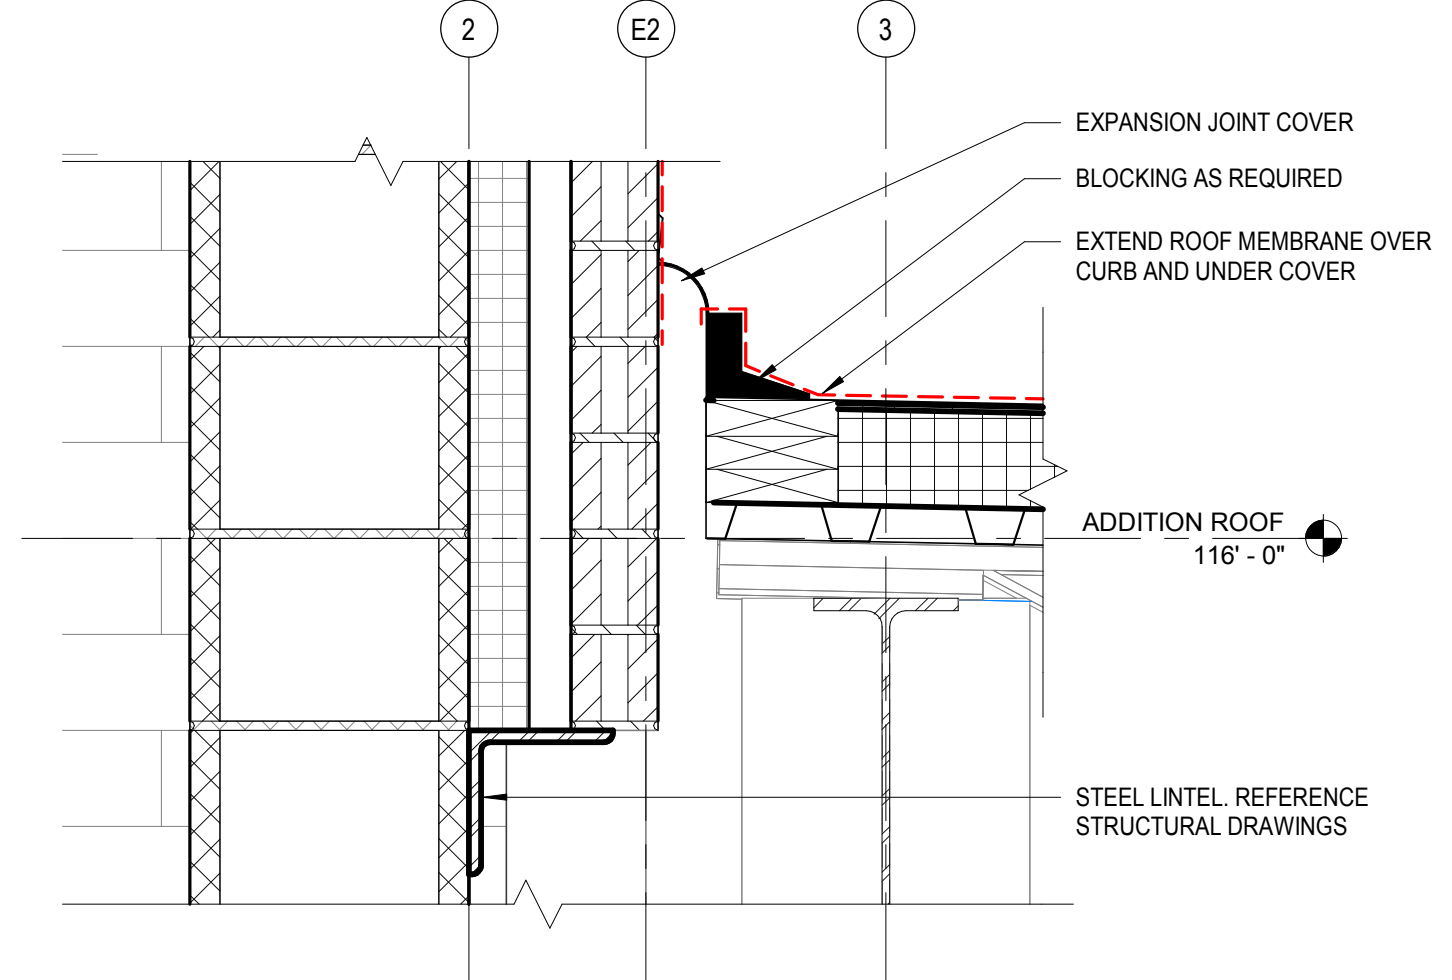 2
E2
3
EXPANSION JOINT COVER
BLOCKING AS REQUIRED
EXTEND ROOF MEMBRANE OVER
CURB AND UNDER COVER
ADDITION ROOF
116' - 0"
STEEL LINTEL. REFERENCE
STRUCTURAL DRAWINGS